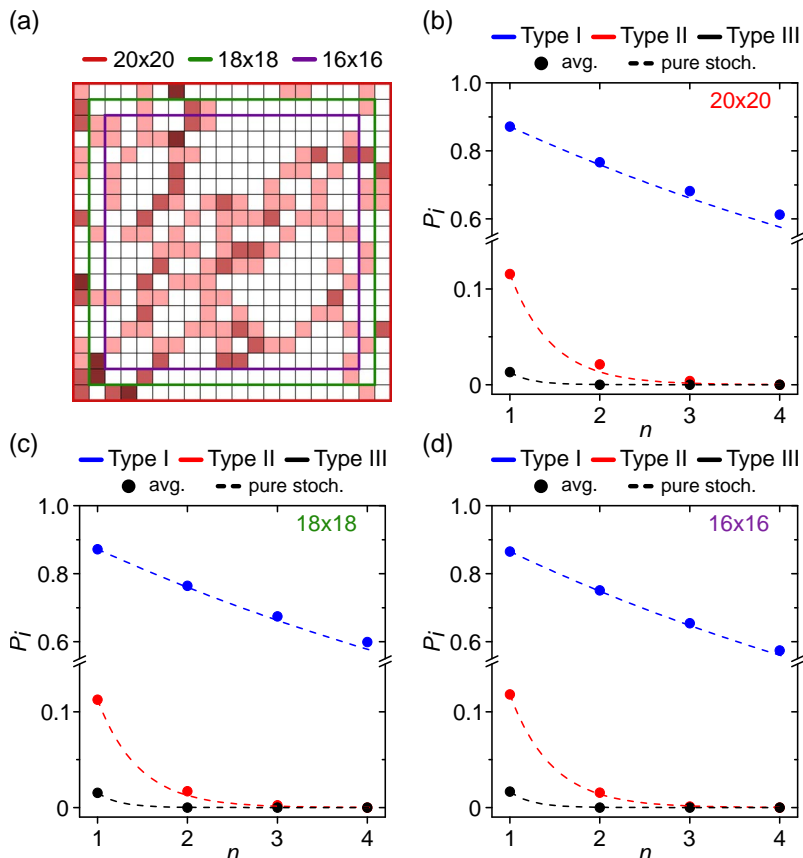 (a)
20x20 18x18 16x16
(b)
Type I Type II Type III
avg. pure stoch.
20x20
1.0
0.8
0.6
0.1
0
Pi
1 2 3 4
n
(c)
Type I Type II Type III
avg. pure stoch.
18x18
1.0
0.8
0.6
0.1
0
Pi
1 2 3 4
n
(d)
Type I Type II Type III
avg. pure stoch.
16x16
1.0
0.8
0.6
0.1
0
Pi
1 2 3 4
n